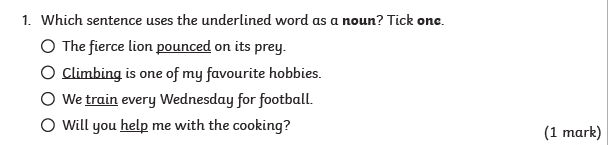 1. Which sentence uses the underlined word as a noun? Tick one.
The fierce lion pounced on its prey.
Climbing is one of my favourite hobbies.
We train every Wednesday for football.
Will you help me with the cooking?
(1 mark)